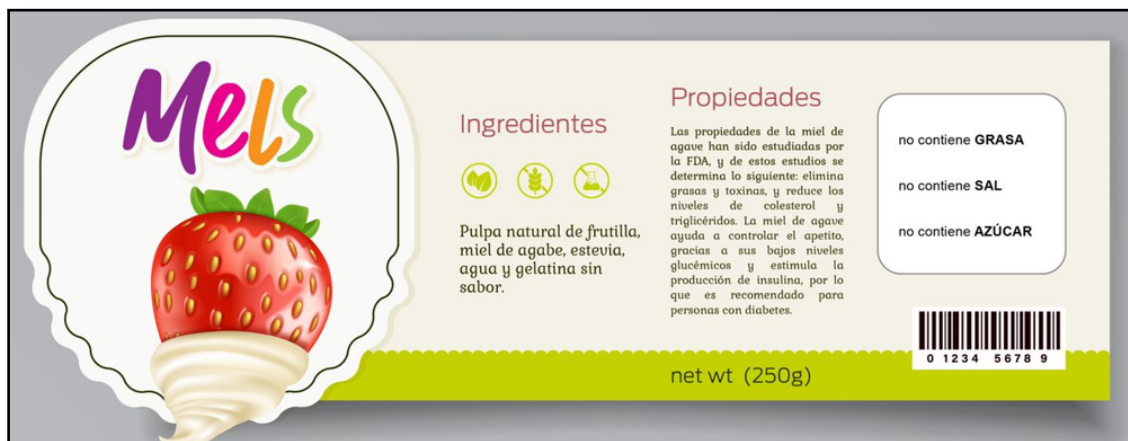 Mels
Ingredientes
Pulpa natural de frutilla,
miel de agabe, estevia,
agua y gelatina sin
sabor.
Propiedades
Las propiedades de la miel de
agave han sido estudiadas por
la FDA, y de estos estudios se
determina lo siguiente: elimina
grasas y toxinas, y reduce los
niveles de colesterol y
triglicéridos. La miel de agave
ayuda a controlar el apetito,
gracias a sus bajos niveles
glucémicos y estimula la
producción de insulina, por lo
que es recomendado para
personas con diabetes.
net wt (250g)
no contiene GRASA
no contiene SAL
no contiene AZÚCAR
0 1234 5678 9